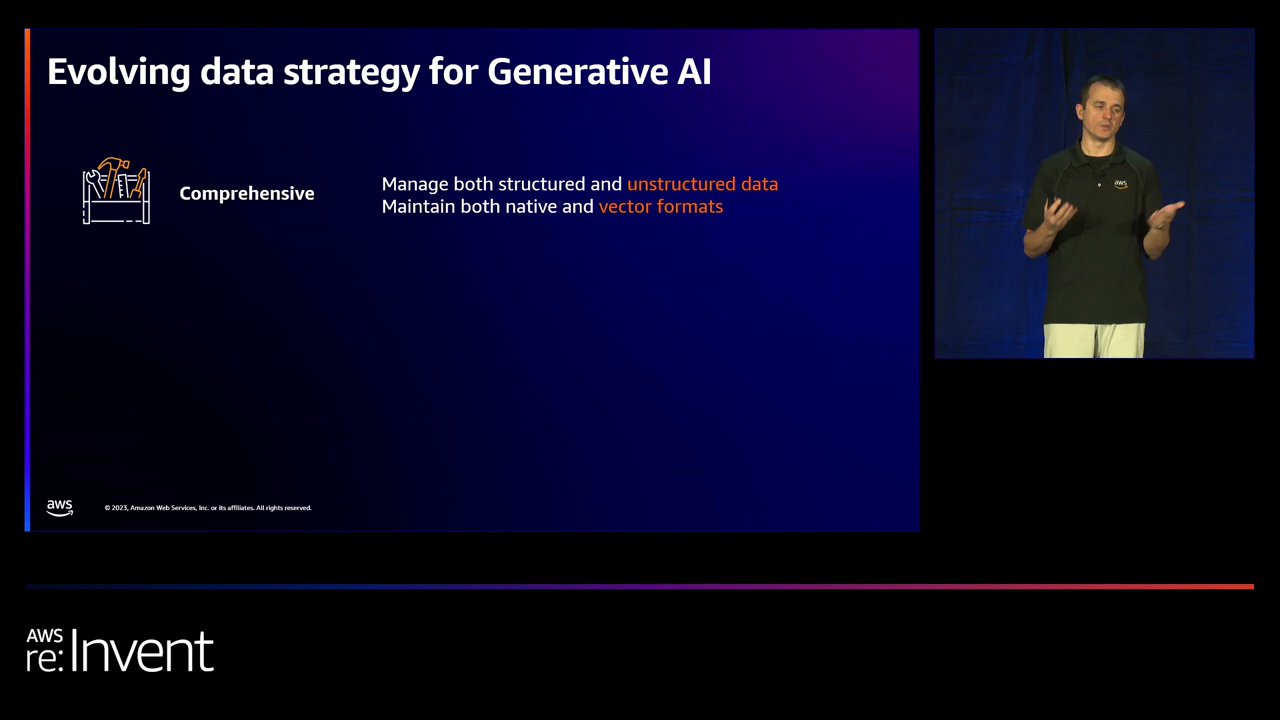 Evolving data strategy for Generative AI
Comprehensive
Manage both structured and unstructured data
Maintain both native and vector formats
aws
© 2023, Amazon Web Services, Inc. or its affiliates. All rights reserved.
aws
AWS
re:Invent